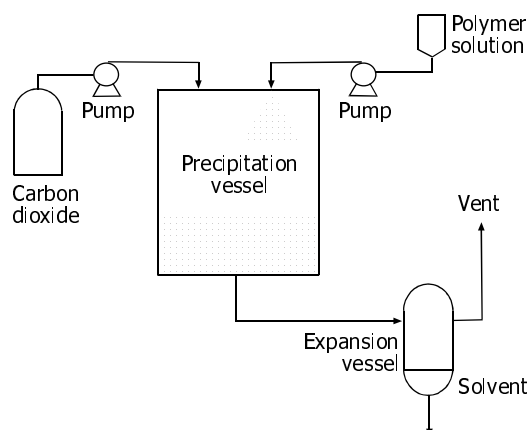 Polymer
solution
Pump
Pump
Carbon
dioxide
Precipitation
vessel
Vent
Expansion
vessel
Solvent